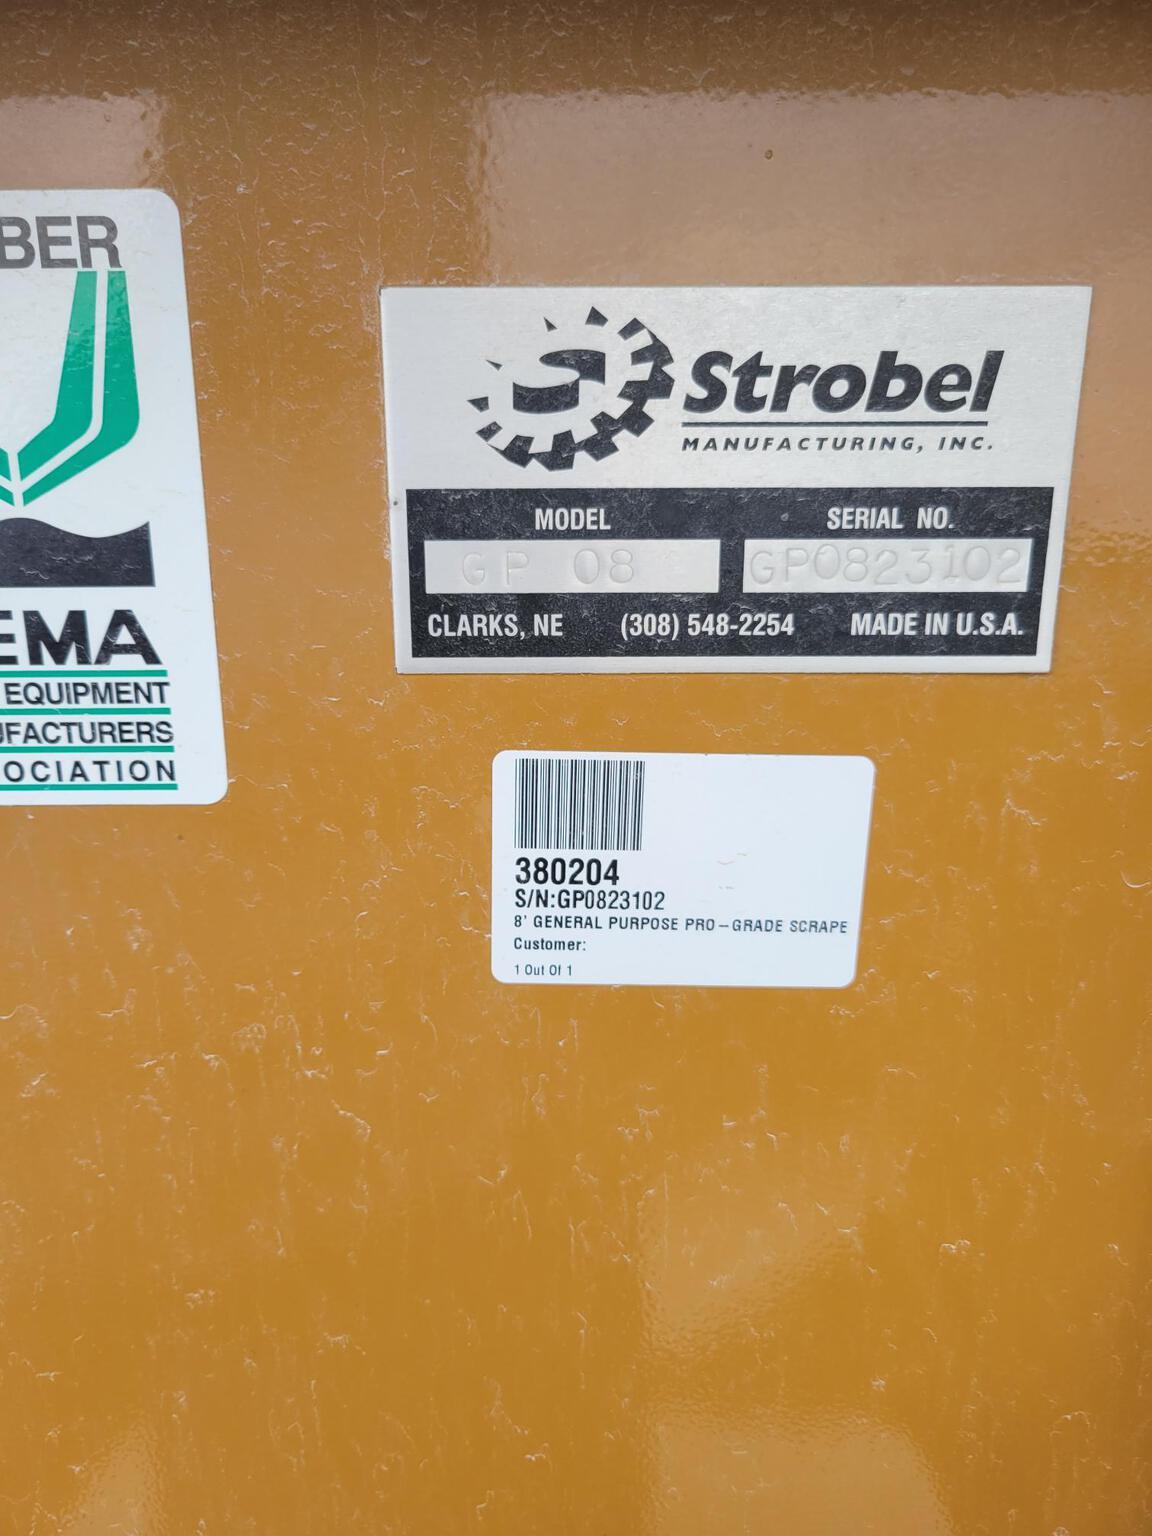 BER
EMA
EQUIPMENT
UFACTURERS
OCIATION
Strobel
MANUFACTURING, INC.
MODEL SERIAL NO.
GP 08 GP0823102
CLARKS, NE (308) 548-2254 MADE IN U.S.A.
380204
S/N:GP0823102
8' GENERAL PURPOSE PRO-GRADE SCRAPE
Customer:
1 Out Of 1